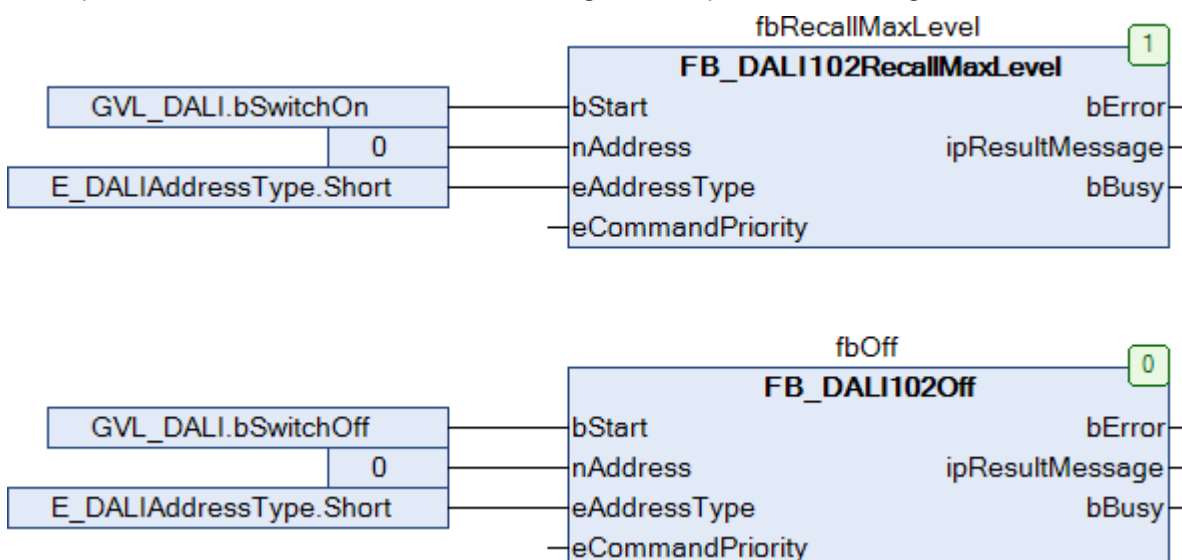 fbRecallMaxLevel
1
FB_DALI102RecallMaxLevel
GVL_DALI.bSwitchOn bStart bError
0 nAddress ipResultMessage
E_DALIAddressType.Short eAddressType bBusy
eCommandPriority
fbOff
0
FB_DALI102Off
GVL_DALI.bSwitchOff bStart bError
0 nAddress ipResultMessage
E_DALIAddressType.Short eAddressType bBusy
eCommandPriority